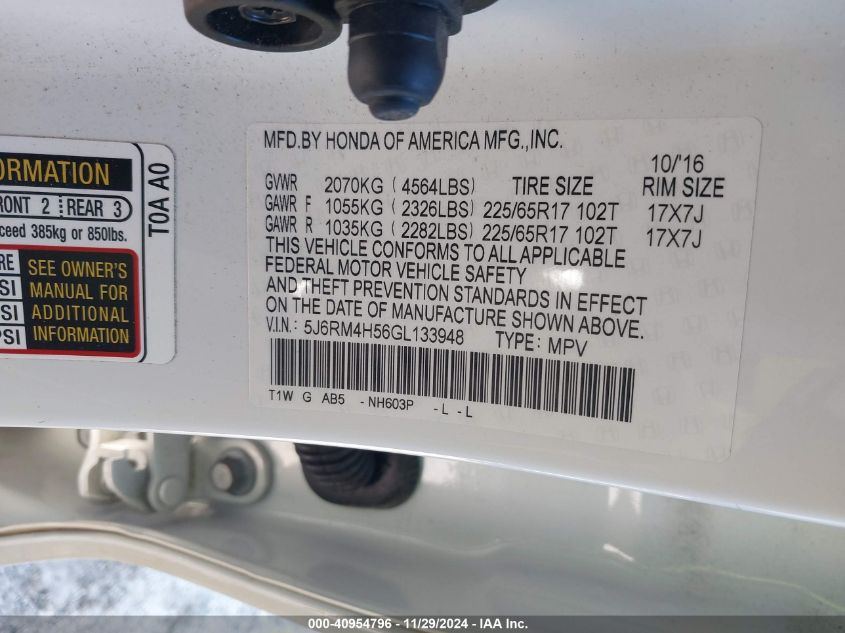 MFD.BY HONDA OF AMERICA MFG.,INC.
10/'16
GVWR 2070KG (4564LBS) TIRE SIZE RIM SIZE
GAWR F 1055KG (2326LBS) 225/65R17 102T 17X7J
GAWR R 1035KG (2282LBS) 225/65R17 102T 17X7J
THIS VEHICLE CONFORMS TO ALL APPLICABLE
FEDERAL MOTOR VEHICLE SAFETY
AND THEFT PREVENTION STANDARDS IN EFFECT
ON THE DATE OF MANUFACTURE SHOWN ABOVE.
V.I.N.: 5J6RM4H56GL133948 TYPE: MPV
T1W G AB5 -NH603P -L -L
ORMATION
RONT 2 REAR 3
ceed 385kg or 850lbs.
RE
PSI
SI
PSI
SEE OWNER'S
MANUAL FOR
ADDITIONAL
INFORMATION
T0A A0
000-40954796 - 11/29/2024 - IAA Inc.